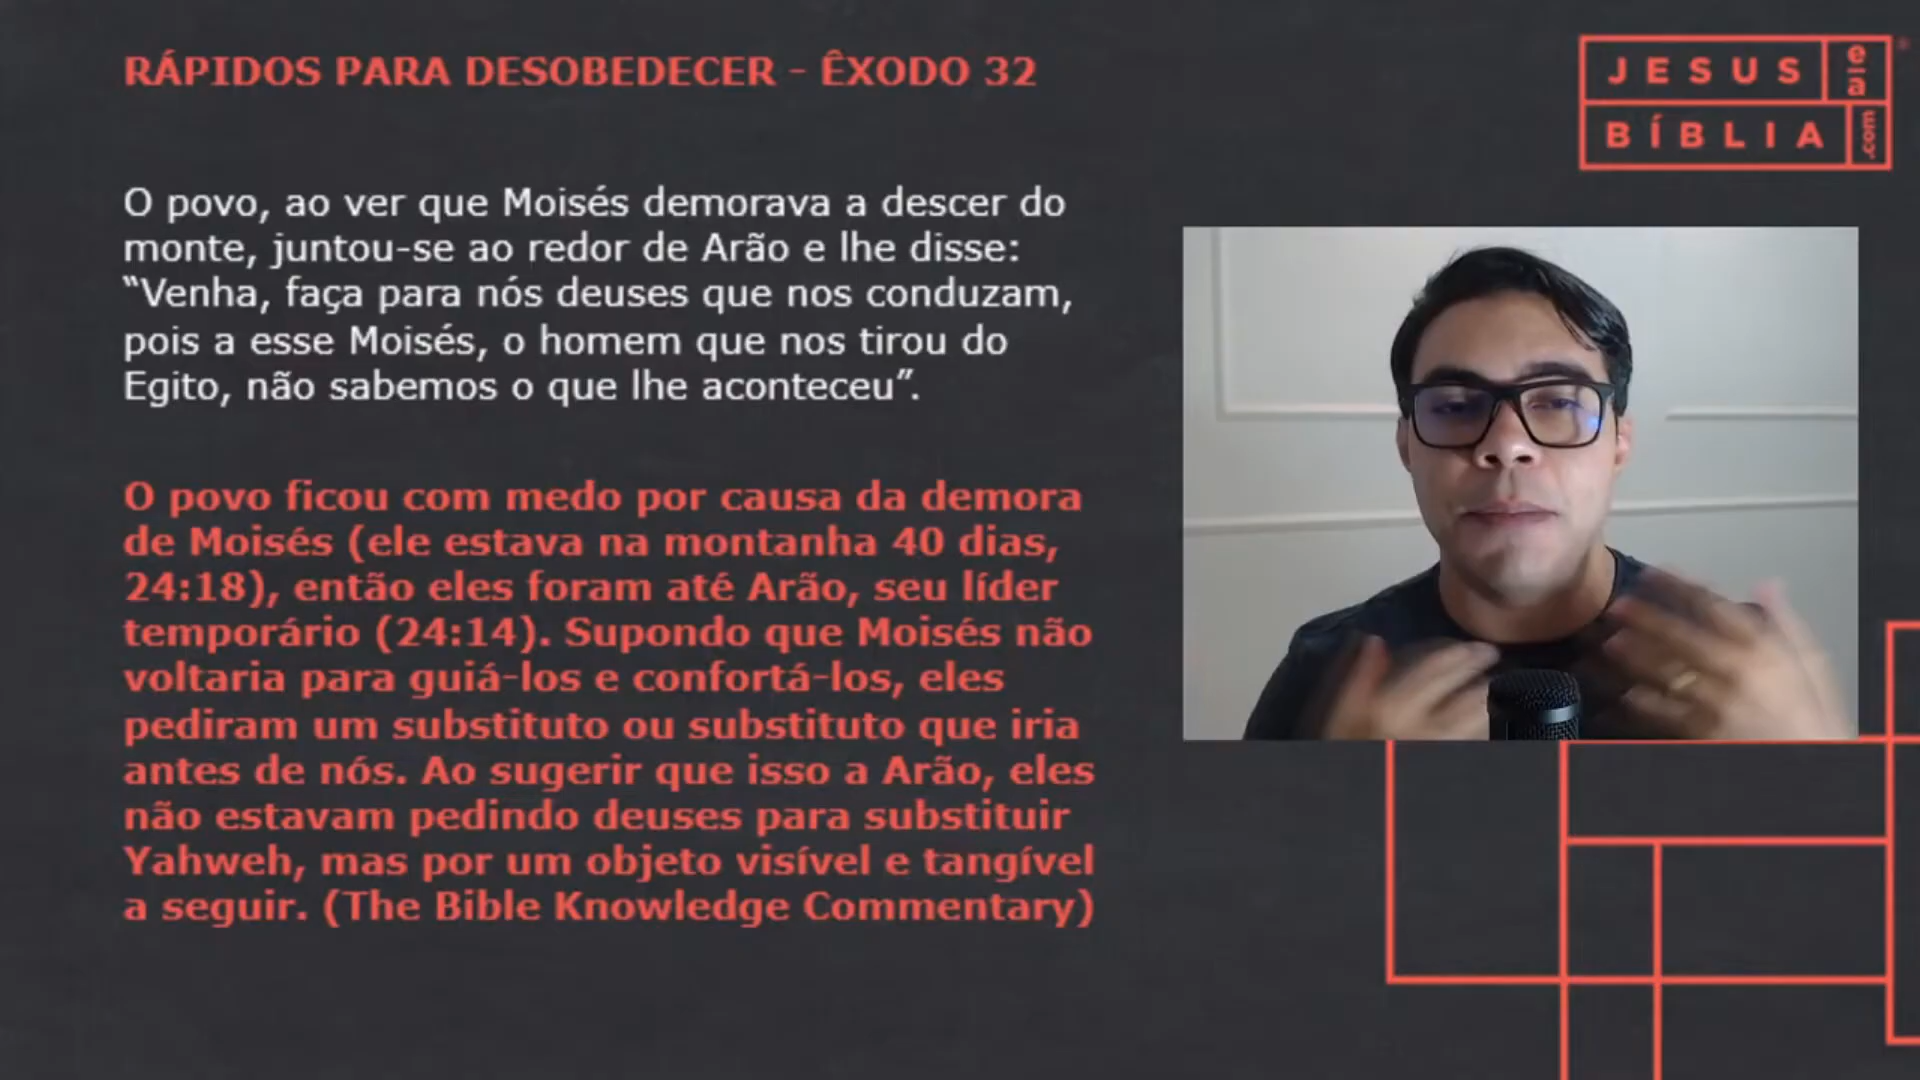 RÁPIDOS PARA DESOBEDECER - ÊXODO 32
JESUS e a
BÍBLIA .com
O povo, ao ver que Moisés demorava a descer do
monte, juntou-se ao redor de Arão e lhe disse:
“Venha, faça para nós deuses que nos conduzam,
pois a esse Moisés, o homem que nos tirou do
Egito, não sabemos o que lhe aconteceu”.
O povo ficou com medo por causa da demora
de Moisés (ele estava na montanha 40 dias,
24:18), então eles foram até Arão, seu líder
temporário (24:14). Supondo que Moisés não
voltaria para guiá-los e confortá-los, eles
pediram um substituto ou substituto que iria
antes de nós. Ao sugerir que isso a Arão, eles
não estavam pedindo deuses para substituir
Yahweh, mas por um objeto visível e tangível
a seguir. (The Bible Knowledge Commentary)